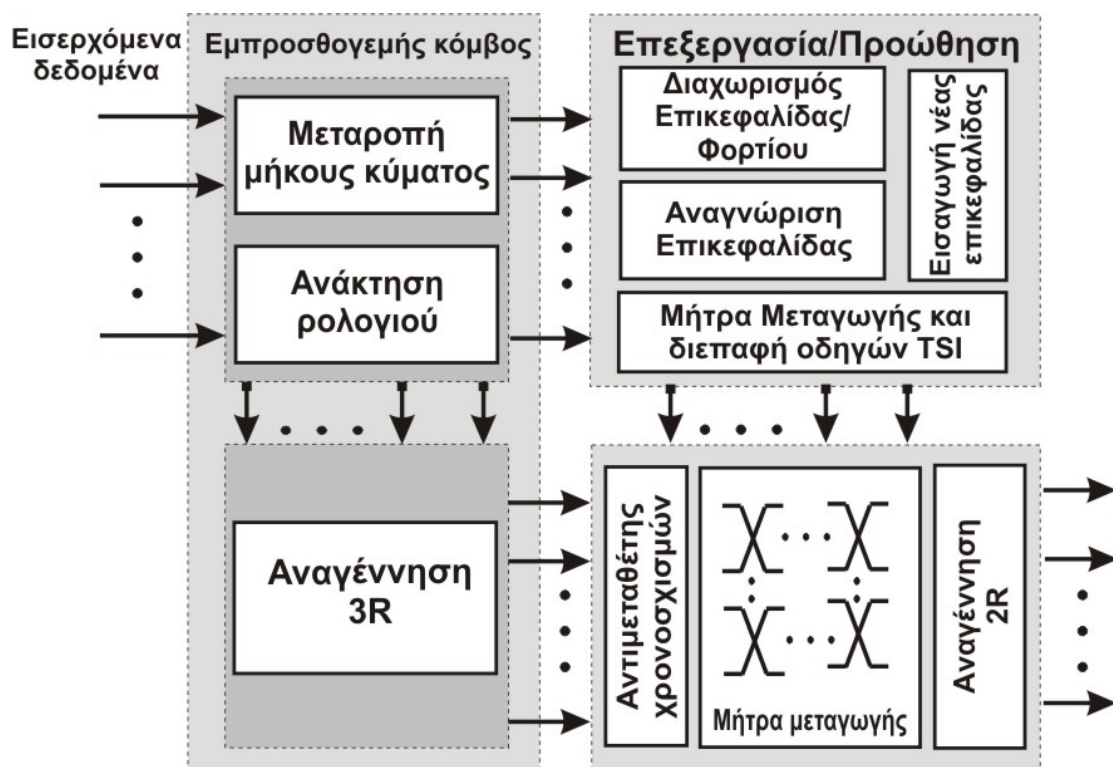 Εισερχόμενα
δεδομένα
Εμπροσθογεμής κόμβος
Μεταροπή
μήκους κύματος
Ανάκτηση
ρολογιού
Αναγέννηση
3R
Επεξεργασία/Προώθηση
Διαχωρισμός
Επικεφαλίδας/
Φορτίου
Αναγνώριση
Επικεφαλίδας
Εισαγωγή νέας
επικεφαλίδας
Μήτρα Μεταγωγής και
διεπαφή οδηγών TSI
Αντιμεταθέτης
χρονοσχισμών
Μήτρα μεταγωγής
Αναγέννηση
2R